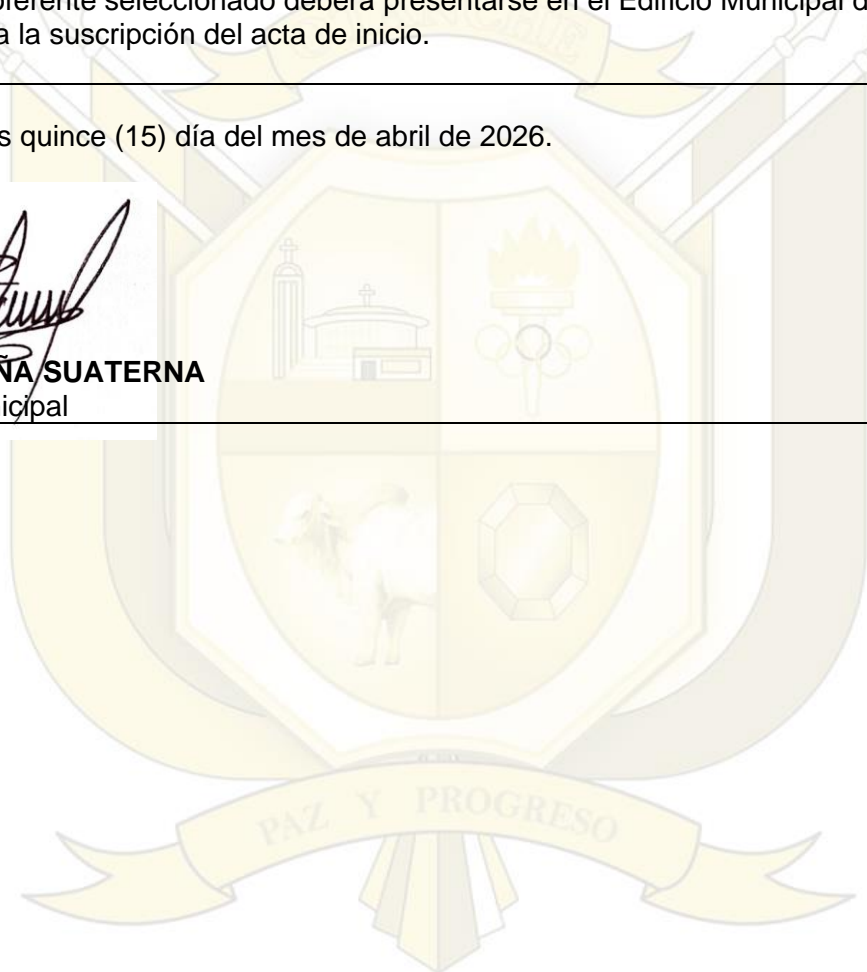 oferente seleccionado deberá presentarse en el Edificio Municipal d
a la suscripción del acta de inicio.
s quince (15) día del mes de abril de 2026.
ÑA SUATERNA
icipal
PAZ Y PROGRESO